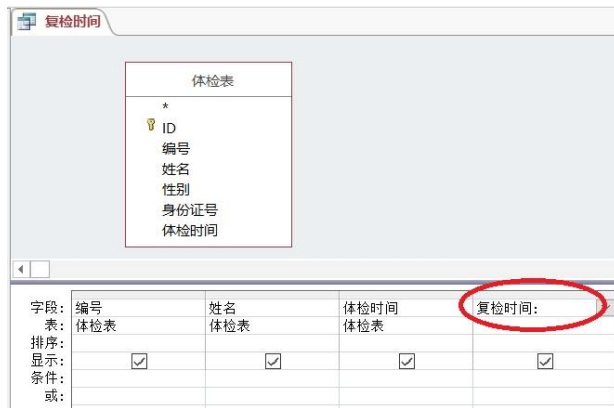 复检时间
体检表
*
ID
编号
姓名
性别
身份证号
体检时间
字段: 编号 姓名 体检时间 复检时间:
表: 体检表 体检表 体检表
排序:
显示:
条件:
或: